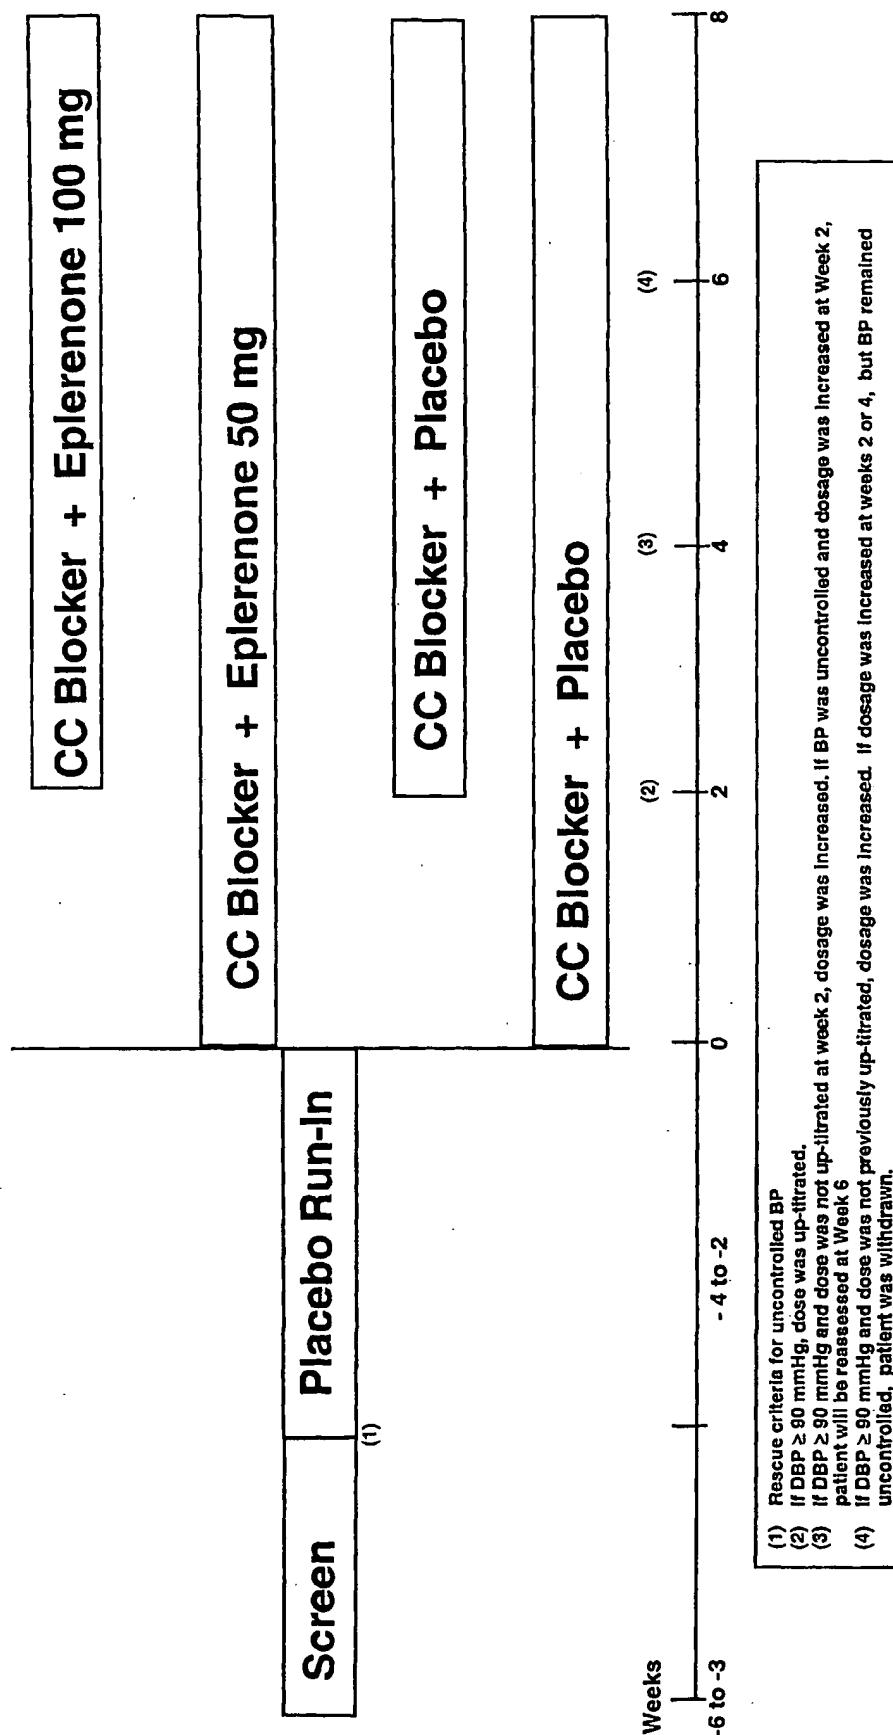 CC Blocker + Eplerenone 100 mg
CC Blocker + Eplerenone 50 mg
Screen
Placebo Run-In
(1)
CC Blocker + Placebo
CC Blocker + Placebo
Weeks
(2)
(3)
(4)
-6 to -3
- 4 to -2
0
2
4
6
8
(1) Rescue criteria for uncontrolled BP
(2) If DBP ≥ 90 mmHg, dose was up-titrated.
(3) If DBP ≥ 90 mmHg and dose was not up-titrated at week 2, dosage was increased. If BP was uncontrolled and dosage was increased at Week 2,
patient will be reassessed at Week 6
(4) If DBP ≥ 90 mmHg and dose was not previously up-titrated, dosage was increased. If dosage was increased at weeks 2 or 4, but BP remained
uncontrolled, patient was withdrawn.